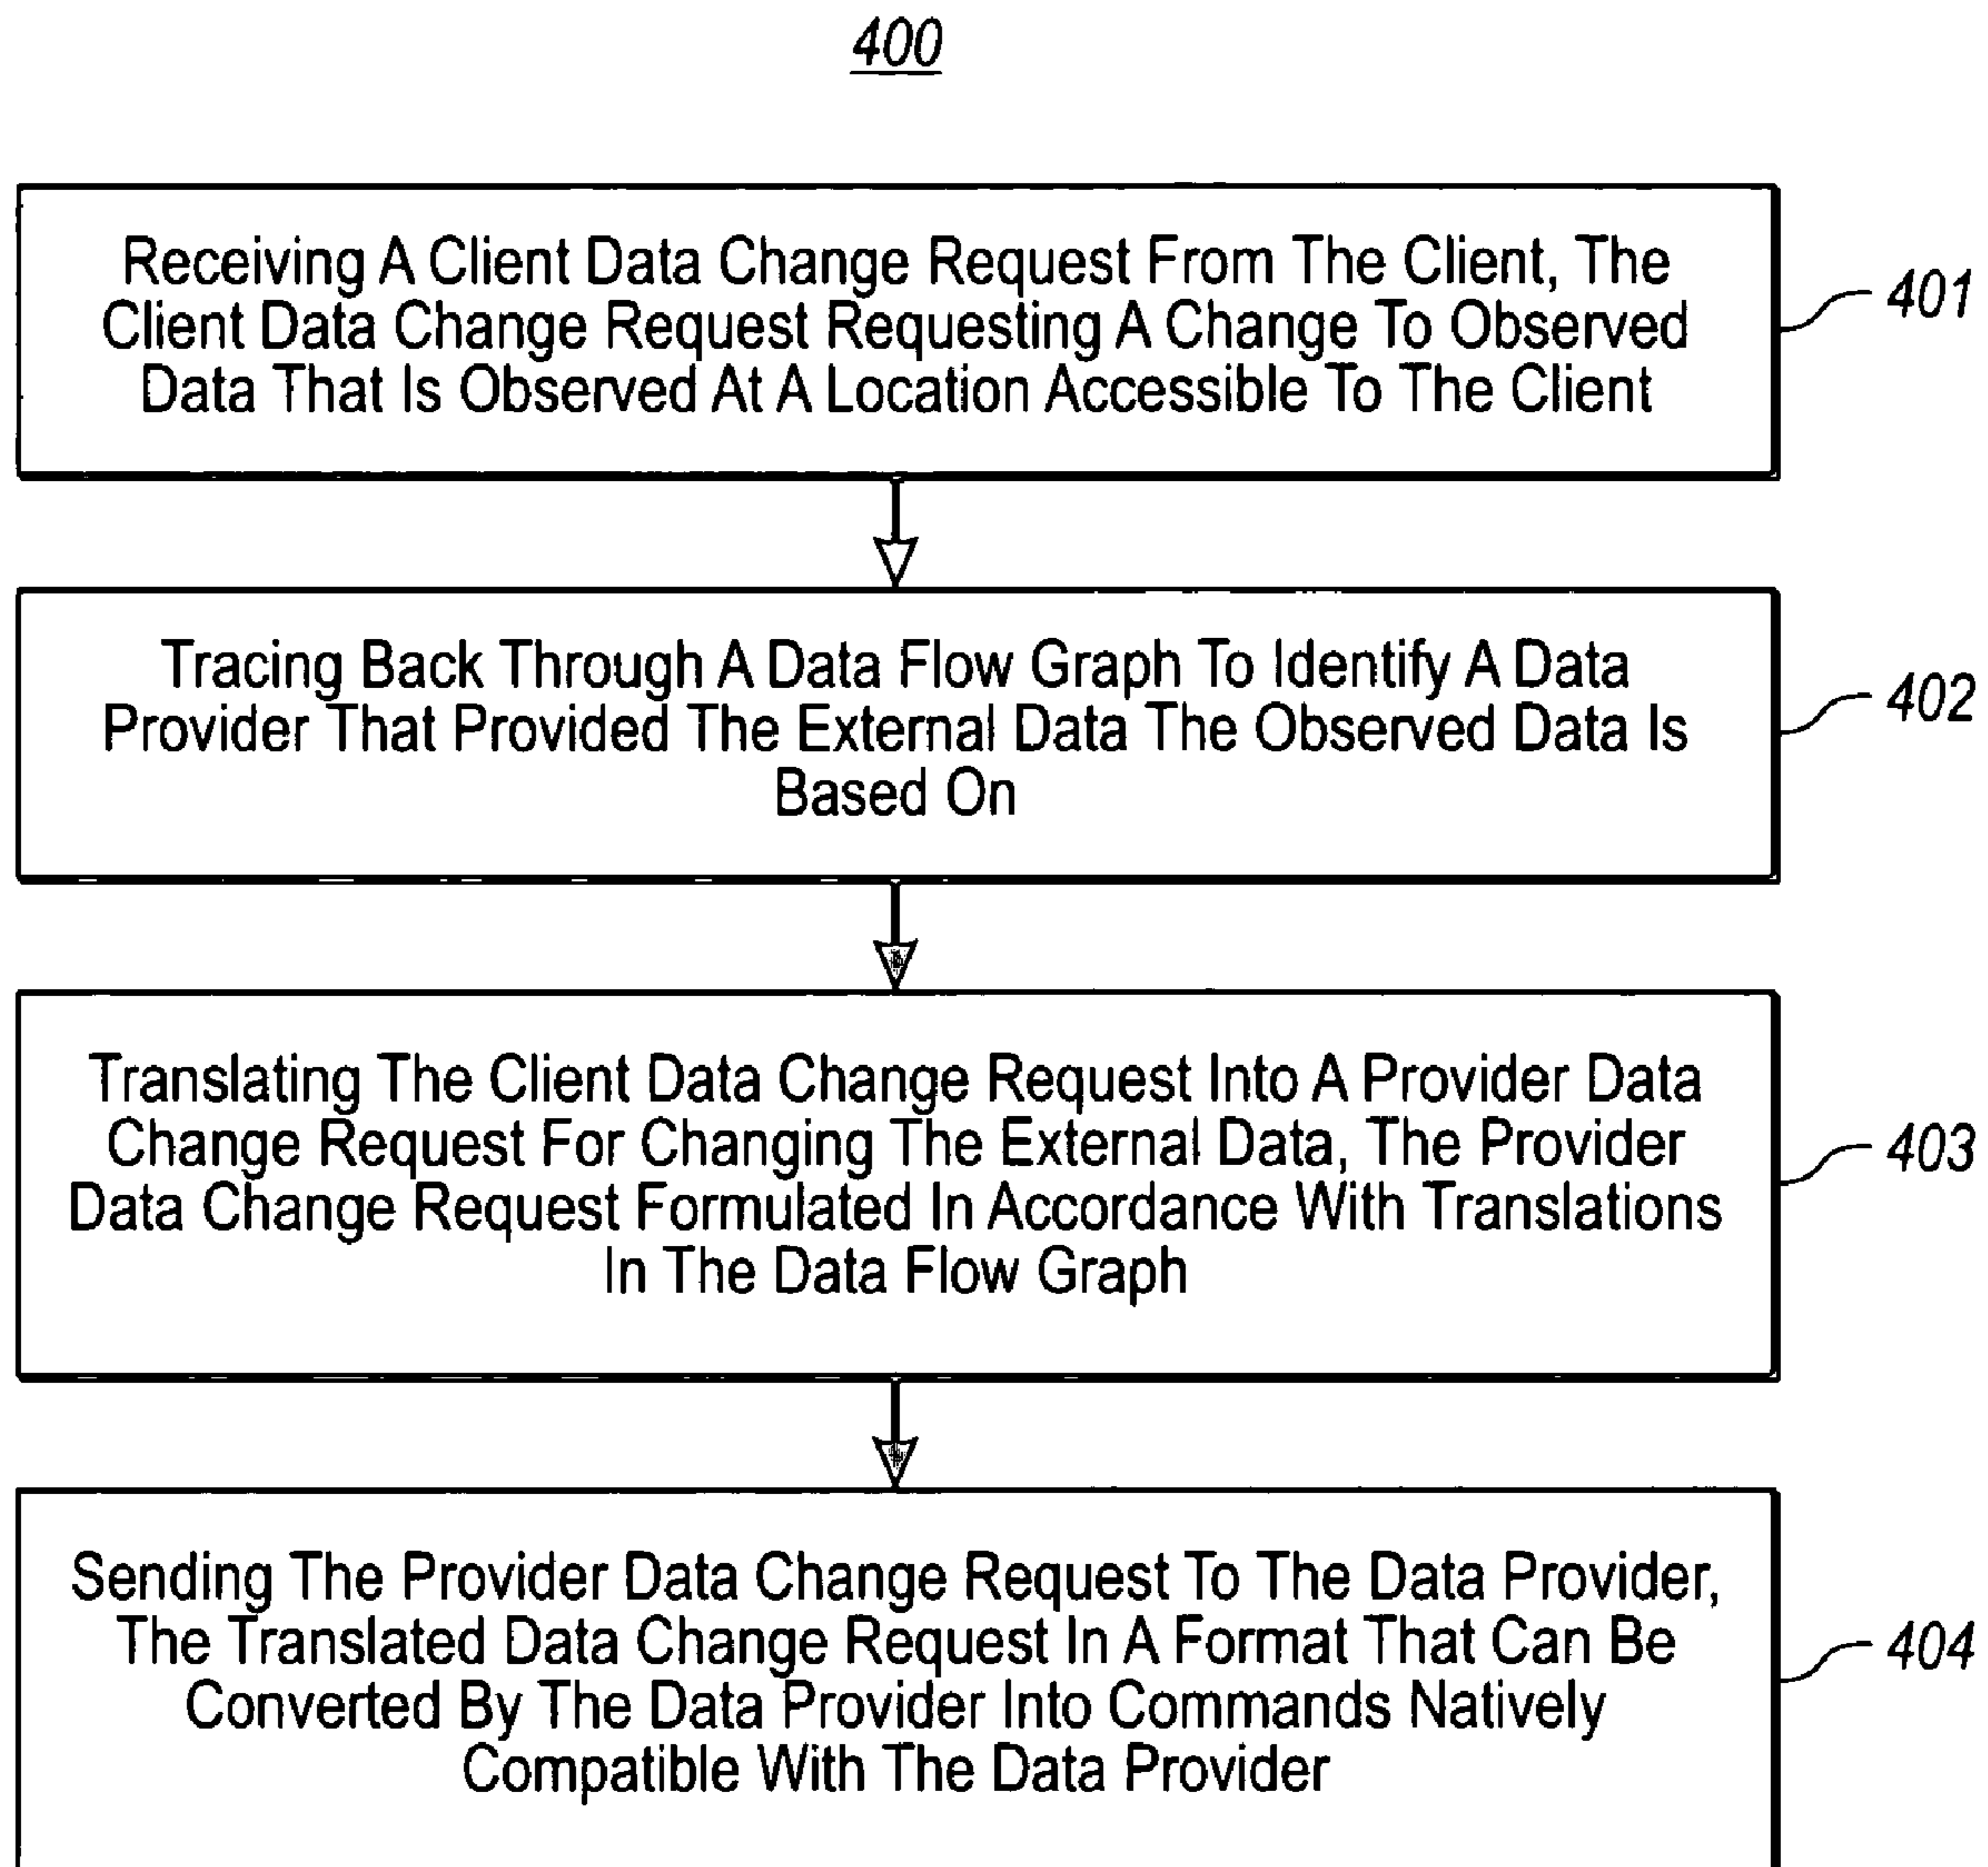 400
Receiving A Client Data Change Request From The Client, The
Client Data Change Request Requesting A Change To Observed
Data That Is Observed At A Location Accessible To The Client
401
Tracing Back Through A Data Flow Graph To Identify A Data
Provider That Provided The External Data The Observed Data Is
Based On
402
Translating The Client Data Change Request Into A Provider Data
Change Request For Changing The External Data, The Provider
Data Change Request Formulated In Accordance With Translations
In The Data Flow Graph
403
Sending The Provider Data Change Request To The Data Provider,
The Translated Data Change Request In A Format That Can Be
Converted By The Data Provider Into Commands Natively
Compatible With The Data Provider
404